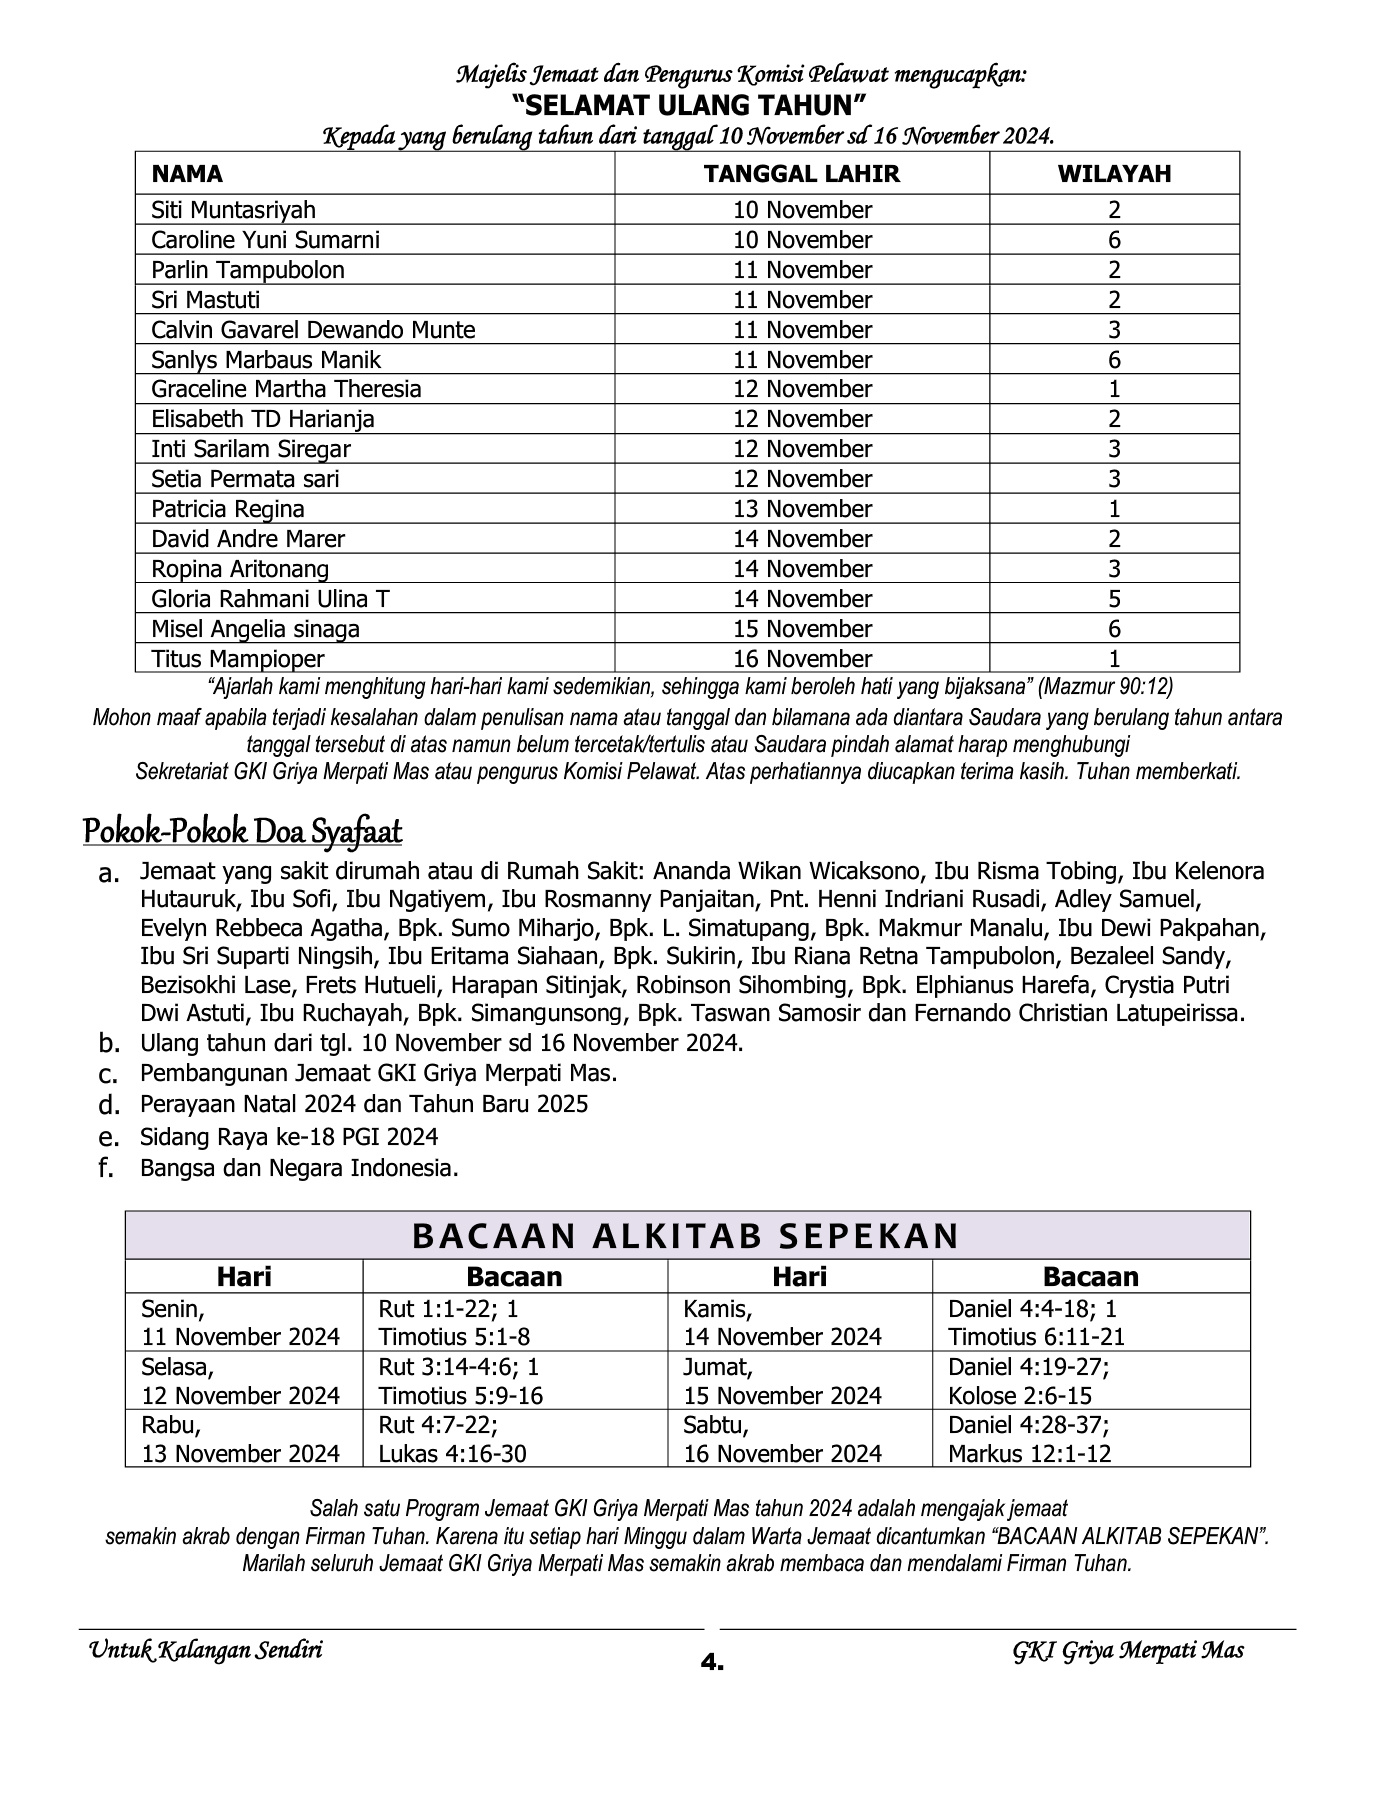 Majelis Jemaat dan Pengurus Komisi Pelawat mengucapkan:
“SELAMAT ULANG TAHUN”
Kepada yang berulang tahun dari tanggal 10 November sd 16 November 2024.
NAMA TANGGAL LAHIR WILAYAH
Siti Muntasriyah 10 November 2
Caroline Yuni Sumarni 10 November 6
Parlin Tampubolon 11 November 2
Sri Mastuti 11 November 2
Calvin Gavarel Dewando Munte 11 November 3
Sanlys Marbaus Manik 11 November 6
Graceline Martha Theresia 12 November 1
Elisabeth TD Harianja 12 November 2
Inti Sarilam Siregar 12 November 3
Setia Permata sari 12 November 3
Patricia Regina 13 November 1
David Andre Marer 14 November 2
Ropina Aritonang 14 November 3
Gloria Rahmani Ulina T 14 November 5
Misel Angelia sinaga 15 November 6
Titus Mampioper 16 November 1
“Ajarlah kami menghitung hari-hari kami sedemikian, sehingga kami beroleh hati yang bijaksana” (Mazmur 90:12)
Mohon maaf apabila terjadi kesalahan dalam penulisan nama atau tanggal dan bilamana ada diantara Saudara yang berulang tahun antara
tanggal tersebut di atas namun belum tercetak/tertulis atau Saudara pindah alamat harap menghubungi
Sekretariat GKI Griya Merpati Mas atau pengurus Komisi Pelawat. Atas perhatiannya diucapkan terima kasih. Tuhan memberkati.
Pokok-Pokok Doa Syafaat
a. Jemaat yang sakit dirumah atau di Rumah Sakit: Ananda Wikan Wicaksono, Ibu Risma Tobing, Ibu Kelenora
Hutauruk, Ibu Sofi, Ibu Ngatiyem, Ibu Rosmanny Panjaitan, Pnt. Henni Indriani Rusadi, Adley Samuel,
Evelyn Rebbeca Agatha, Bpk. Sumo Miharjo, Bpk. L. Simatupang, Bpk. Makmur Manalu, Ibu Dewi Pakpahan,
Ibu Sri Suparti Ningsih, Ibu Eritama Siahaan, Bpk. Sukirin, Ibu Riana Retna Tampubolon, Bezaleel Sandy,
Bezisokhi Lase, Frets Hutueli, Harapan Sitinjak, Robinson Sihombing, Bpk. Elphianus Harefa, Crystia Putri
Dwi Astuti, Ibu Ruchayah, Bpk. Simangunsong, Bpk. Taswan Samosir dan Fernando Christian Latupeirissa.
b. Ulang tahun dari tgl. 10 November sd 16 November 2024.
c. Pembangunan Jemaat GKI Griya Merpati Mas.
d. Perayaan Natal 2024 dan Tahun Baru 2025
e. Sidang Raya ke-18 PGI 2024
f. Bangsa dan Negara Indonesia.
BACAAN ALKITAB SEPEKAN
Hari Bacaan Hari Bacaan
Senin, Rut 1:1-22; 1 Kamis, Daniel 4:4-18; 1
11 November 2024 Timotius 5:1-8 14 November 2024 Timotius 6:11-21
Selasa, Rut 3:14-4:6; 1 Jumat, Daniel 4:19-27;
12 November 2024 Timotius 5:9-16 15 November 2024 Kolose 2:6-15
Rabu, Rut 4:7-22; Sabtu, Daniel 4:28-37;
13 November 2024 Lukas 4:16-30 16 November 2024 Markus 12:1-12
Salah satu Program Jemaat GKI Griya Merpati Mas tahun 2024 adalah mengajak jemaat
semakin akrab dengan Firman Tuhan. Karena itu setiap hari Minggu dalam Warta Jemaat dicantumkan “BACAAN ALKITAB SEPEKAN”.
Marilah seluruh Jemaat GKI Griya Merpati Mas semakin akrab membaca dan mendalami Firman Tuhan.
Untuk Kalangan Sendiri 4. GKI Griya Merpati Mas